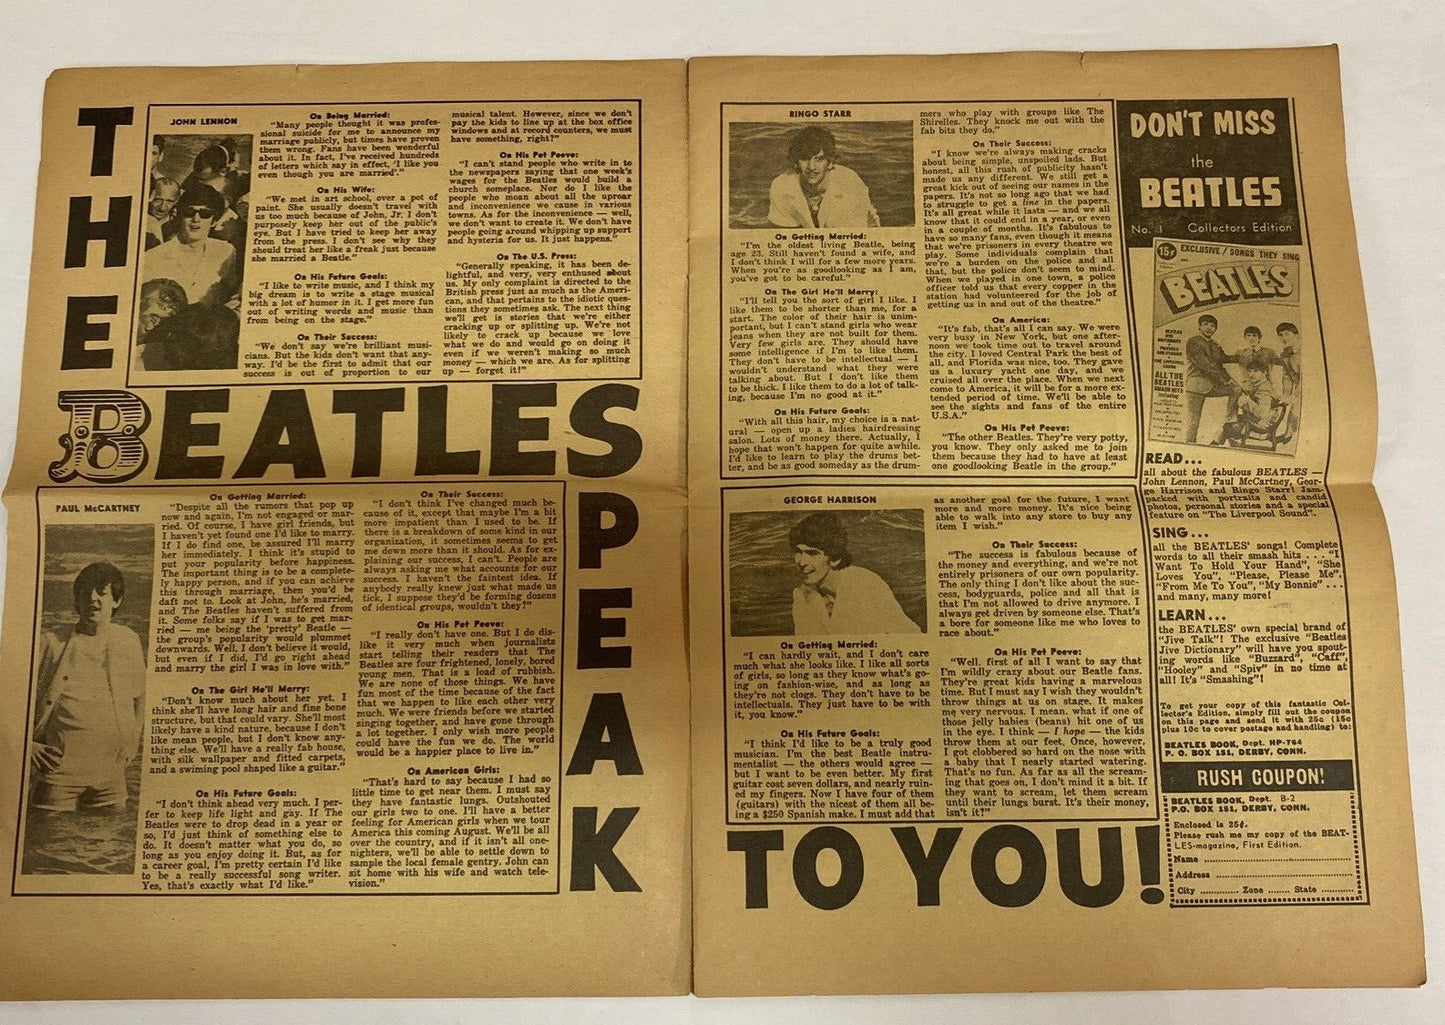 THE
BEATLES
SPEAK
TO YOU!
JOHN LENNON
On Being Married:
"Many people thought it was profes-
sional suicide for me to announce my
marriage publicly, but times have proven
them wrong. Fans have been wonderful
about it. In fact, I've received hundreds
of letters which say in effect, 'I like you
even though you are married'."
On His Wife:
"We met in art school, over a pot of
paint. She usually doesn't travel with
us too much because of John, Jr. I don't
purposely keep her out of the public's
eye. But I have tried to keep her away
from the press. I don't see why they
should treat her like a freak just because
she married a Beatle."
On His Future Goals:
"I like to write music, and I think my
big dream is to write a stage musical
with a lot of humor in it. I get more fun
out of writing words and music than
from being on the stage."
On Their Success:
"We don't say we're brilliant musi-
cians. But the kids don't want that any-
way. I'd be the first to admit that our
success is out of proportion to our
musical talent. However, since we don't
pay the kids to line up at the box office
windows and at record counters, we must
have something, right?"
On His Pet Peeve:
"I can't stand people who write in to
the newspapers saying that one week's
wages for the Beatles would build a
church someplace. Nor do I like the
people who moan about all the uproar
and inconvenience we cause in various
towns. As for the inconvenience — well,
we don't want to create it. We don't have
people going around whipping up support
and hysteria for us. It just happens."
On The U.S. Press:
"Generally speaking, it has been de-
lightful, and very, very enthused about
us. My only complaint is directed to the
British press just as much as the Ameri-
can, and that pertains to the idiotic ques-
tions they sometimes ask. The next thing
we'll get is stories that we're either
cracking up or splitting up. We're not
likely to crack up because we love
what we do and would go on doing it
even if we weren't making so much
money — which we are. As for splitting
up — forget it!"
PAUL McCARTNEY
On Getting Married:
"Despite all the rumors that pop up
now and again, I'm not engaged or mar-
ried. Of course, I have girl friends, but
I haven't yet found one I'd like to marry.
If I do find one, be assured I'll marry
her immediately. I think it's stupid to
put your popularity before happiness.
The important thing is to be a complete-
ly happy person, and if you can achieve
this through marriage, then you'd be
daft not to. Look at John, he's married,
and The Beatles haven't suffered from
it. Some folks say if I was to get mar-
ried — me being the 'pretty' Beatle —
the group's popularity would plummet
downwards. Well, I don't believe it would,
but even if I did, I'd go right ahead
and marry the girl I was in love with."
On The Girl He'll Marry:
"Don't know much about her yet. I
think she'll have long hair and fine bone
structure, but that could vary. She'll most
likely have a kind nature, because I don't
like mean people, but I don't know any-
thing else. We'll have a really fab house,
with silk wallpaper and fitted carpets,
and a swiming pool shaped like a guitar."
On His Future Goals:
"I don't think ahead very much. I pre-
fer to keep life light and gay. If The
Beatles were to drop dead in a year or
so, I'd just think of something else to
do. It doesn't matter what you do, so
long as you enjoy doing it. But, as for
a career goal, I'm pretty certain I'd like
to be a really successful song writer.
Yes, that's exactly what I'd like."
On Their Success:
"I don't think I've changed much be-
cause of it, except that maybe I'm a bit
more impatient than I used to be. If
there is a breakdown of some kind in our
organization, it sometimes seems to get
me down more than it should. As for ex-
plaining our success, I can't. People are
always asking me what accounts for our
success. I haven't the faintest idea. If
anybody really knew just what made us
tick, I suppose they'd be forming dozens
of identical groups, wouldn't they?"
On His Pet Peeve:
"I really don't have one. But I do dis-
like it very much when journalists
start telling their readers that The
Beatles are four frightened, lonely, bored
young men. That is a load of rubbish.
We are none of those things. We have
fun most of the time because of the fact
that we happen to like each other very
much. We were friends before we started
singing together, and have gone through
a lot together. I only wish more people
could have the fun we do. The world
would be a happier place to live in."
On American Girls:
"That's hard to say because I had so
little time to get near them. I must say
they have fantastic lungs. Outshouted
our girls two to one. I'll have a better
feeling for American girls when we tour
America this coming August. We'll be all
over the country, and if it isn't all one-
nighters, we'll be able to settle down to
sample the local female gentry. John can
sit home with his wife and watch tele-
vision."
RINGO STARR
On Getting Married:
"I'm the oldest living Beatle, being
age 23. Still haven't found a wife, and
I don't think I will for a few more years.
When you're as goodlooking as I am,
you've got to be careful."
On The Girl He'll Marry:
"I'll tell you the sort of girl I like. I
like them to be shorter than me, for a
start. The color of their hair is unim-
portant, but I can't stand girls who wear
jeans when they are not built for them.
Very few girls are. They should have
some intelligence if I'm to like them.
They don't have to be intellectual — I
wouldn't understand what they were
talking about. But I don't like them
to be thick. I like them to do a lot of talk-
ing, because I'm no good at it."
On His Future Goals:
"With all this hair, my choice is a nat-
ural — open up a ladies hairdressing
salon. Lots of money there. Actually, I
hope that won't happen for quite awhile.
I'd like to learn to play the drums bet-
ter, and be as good someday as the drum-
mers who play with groups like The
Shirelles. They knock me out with the
fab bits they do."
On Their Success:
"I know we're always making cracks
about being simple, unspoiled lads. But
honest, all this rush of publicity hasn't
made us any different. We still get a
great kick out of seeing our names in the
papers. It's not so long ago that we had
to struggle to get a line in the papers.
It's all great while it lasts — and we all
know that it could end in a year, or even
in a couple of months. It's fabulous to
have so many fans, even though it means
that we're prisoners in every theatre we
play. Some individuals complain that
we're a burden on the police and all
that, but the police don't seem to mind.
When we played in one town, a police
officer told us that every copper in the
station had volunteered for the job of
getting us in and out of the theatre."
On America:
"It's fab, that's all I can say. We were
very busy in New York, but one after-
noon we took time out to travel around
the city. I loved Central Park the best of
all, and Florida was nice, too. They gave
us a luxury yacht one day, and we
cruised all over the place. When we next
come to America, it will be for a more ex-
tended period of time. We'll be able to
see the sights and fans of the entire
U.S.A."
On His Pet Peeve:
"The other Beatles. They're very potty,
you know. They only asked me to join
them because they had to have at least
one goodlooking Beatle in the group."
GEORGE HARRISON
On Getting Married:
"I can hardly wait, and I don't care
much what she looks like. I like all sorts
of girls, so long as they know what's go-
ing on fashion-wise, and as long as
they're not clogs. They don't have to be
intellectuals. They just have to be with
it, you know."
On His Future Goals:
"I think I'd like to be a truly good
musician. I'm the best Beatle instru-
mentalist — the others would agree —
but I want to be even better. My first
guitar cost seven dollars, and nearly ruin-
ed my fingers. Now I have four of them
(guitars) with the nicest of them all be-
ing a $250 Spanish make. I must add that
as another goal for the future, I want
more and more money. It's nice being
able to walk into any store to buy any
item I wish."
On Their Success:
"The success is fabulous because of
the money and everything, and we're not
entirely prisoners of our own popularity.
The only thing I don't like about the suc-
cess, bodyguards, police and all that is
that I'm not allowed to drive anymore. I
always get driven by someone else. That's
a bore for someone like me who loves to
race about."
On His Pet Peeve:
"Well, first of all I want to say that
I'm wildly crazy about our Beatle fans.
They're great kids having a marvelous
time. But I must say I wish they wouldn't
throw things at us on stage. It makes
me very nervous. I mean, what if one of
those jelly babies (beans) hit one of us
in the eye. I think — I hope — the kids
throw them at our feet. Once, however,
I got clobbered so hard on the nose with
a baby that I nearly started watering.
That's no fun. As far as all the scream-
ing that goes on, I don't mind it a bit. If
they want to scream, let them scream
until their lungs burst. It's their money,
isn't it?"
DON'T MISS
the
BEATLES
No. 1 Collectors Edition
15¢ EXCLUSIVE / SONGS THEY SING
BEATLES
ALL THE
BEATLES
READ...
all about the fabulous BEATLES —
John Lennon, Paul McCartney, Geor-
ge Harrison and Ringo Starr! Jam
packed with portraits and candid
photos, personal stories and a special
feature on "The Liverpool Sound".
SING...
all the BEATLES' songs! Complete
words to all their smash hits . . . "I
Want To Hold Your Hand", "She
Loves You", "Please, Please Me",
"From Me To You", "My Bonnie" . . .
and many, many more!
LEARN...
the BEATLES' own special brand of
"Jive Talk"! The exclusive "Beatles
Jive Dictionary" will have you spout-
ing words like "Buzzard", "Caff",
"Hooley" and "Spiv" in no time at
all! It's "Smashing"!
To get your copy of this fantastic Col-
lector's Edition, simply fill out the coupon
on this page and send it with 25c (15c
plus 10c to cover postage and handling) to:
BEATLES BOOK, Dept. HP-764
P. O. BOX 151, DERBY, CONN.
RUSH COUPON!
BEATLES BOOK, Dept. B-2
P.O. BOX 151, DERBY, CONN.
Enclosed is 25¢.
Please rush me my copy of the BEAT-
LES-magazine, First Edition.
Name
Address
City Zone State